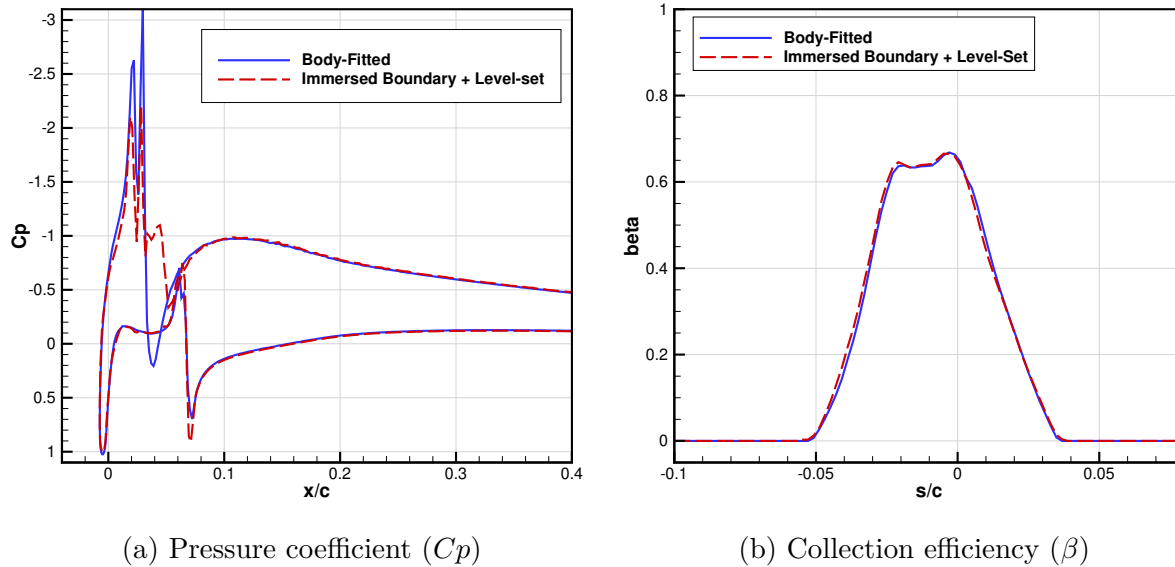 -3
-2.5
-2
-1.5
-1
-0.5
0
0.5
1
Cp
0
0.1
0.2
0.3
0.4
x/c
Body-Fitted
Immersed Boundary + Level-set
(a) Pressure coefficient (Cp)
1
0.8
0.6
0.4
0.2
0
beta
-0.1
-0.05
0
0.05
s/c
Body-Fitted
Immersed Boundary + Level-Set
(b) Collection efficiency (β)